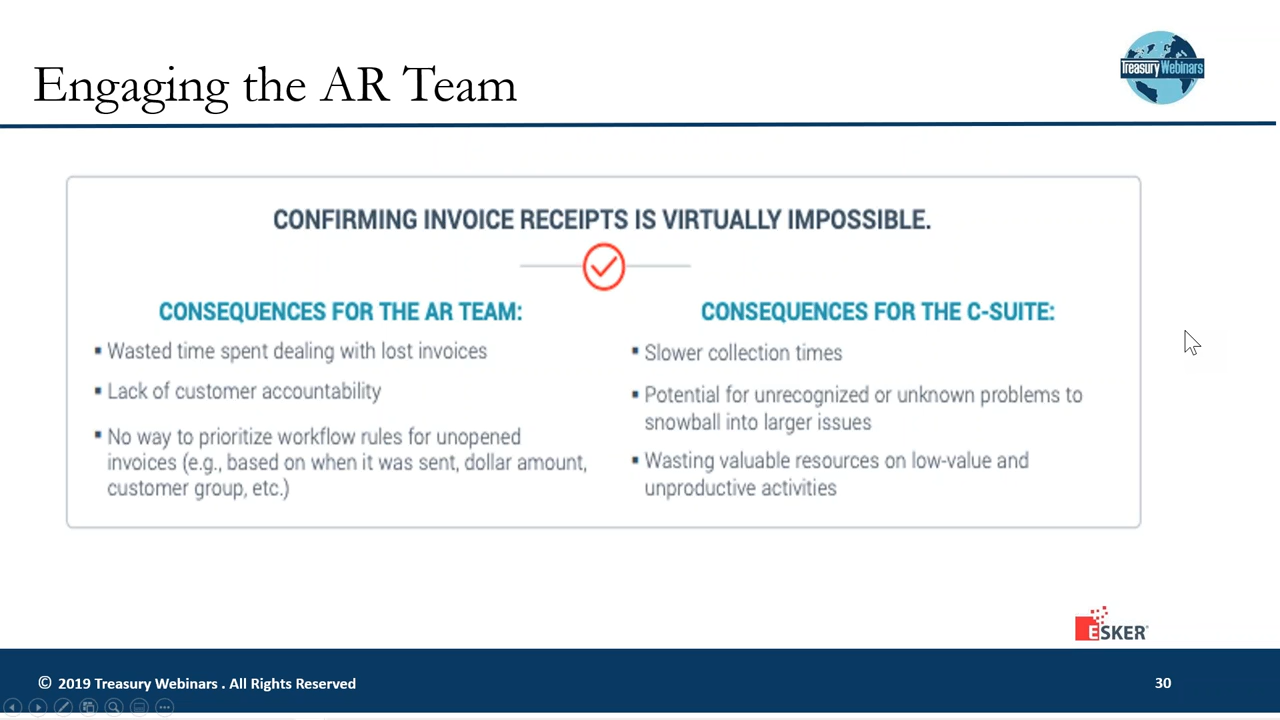 Engaging the AR Team
Treasury Webinars
CONFIRMING INVOICE RECEIPTS IS VIRTUALLY IMPOSSIBLE.
CONSEQUENCES FOR THE AR TEAM:
▪ Wasted time spent dealing with lost invoices
▪ Lack of customer accountability
▪ No way to prioritize workflow rules for unopened
invoices (e.g., based on when it was sent, dollar amount,
customer group, etc.)
CONSEQUENCES FOR THE C-SUITE:
▪ Slower collection times
▪ Potential for unrecognized or unknown problems to
snowball into larger issues
▪ Wasting valuable resources on low-value and
unproductive activities
ESKER
© 2019 Treasury Webinars . All Rights Reserved
30